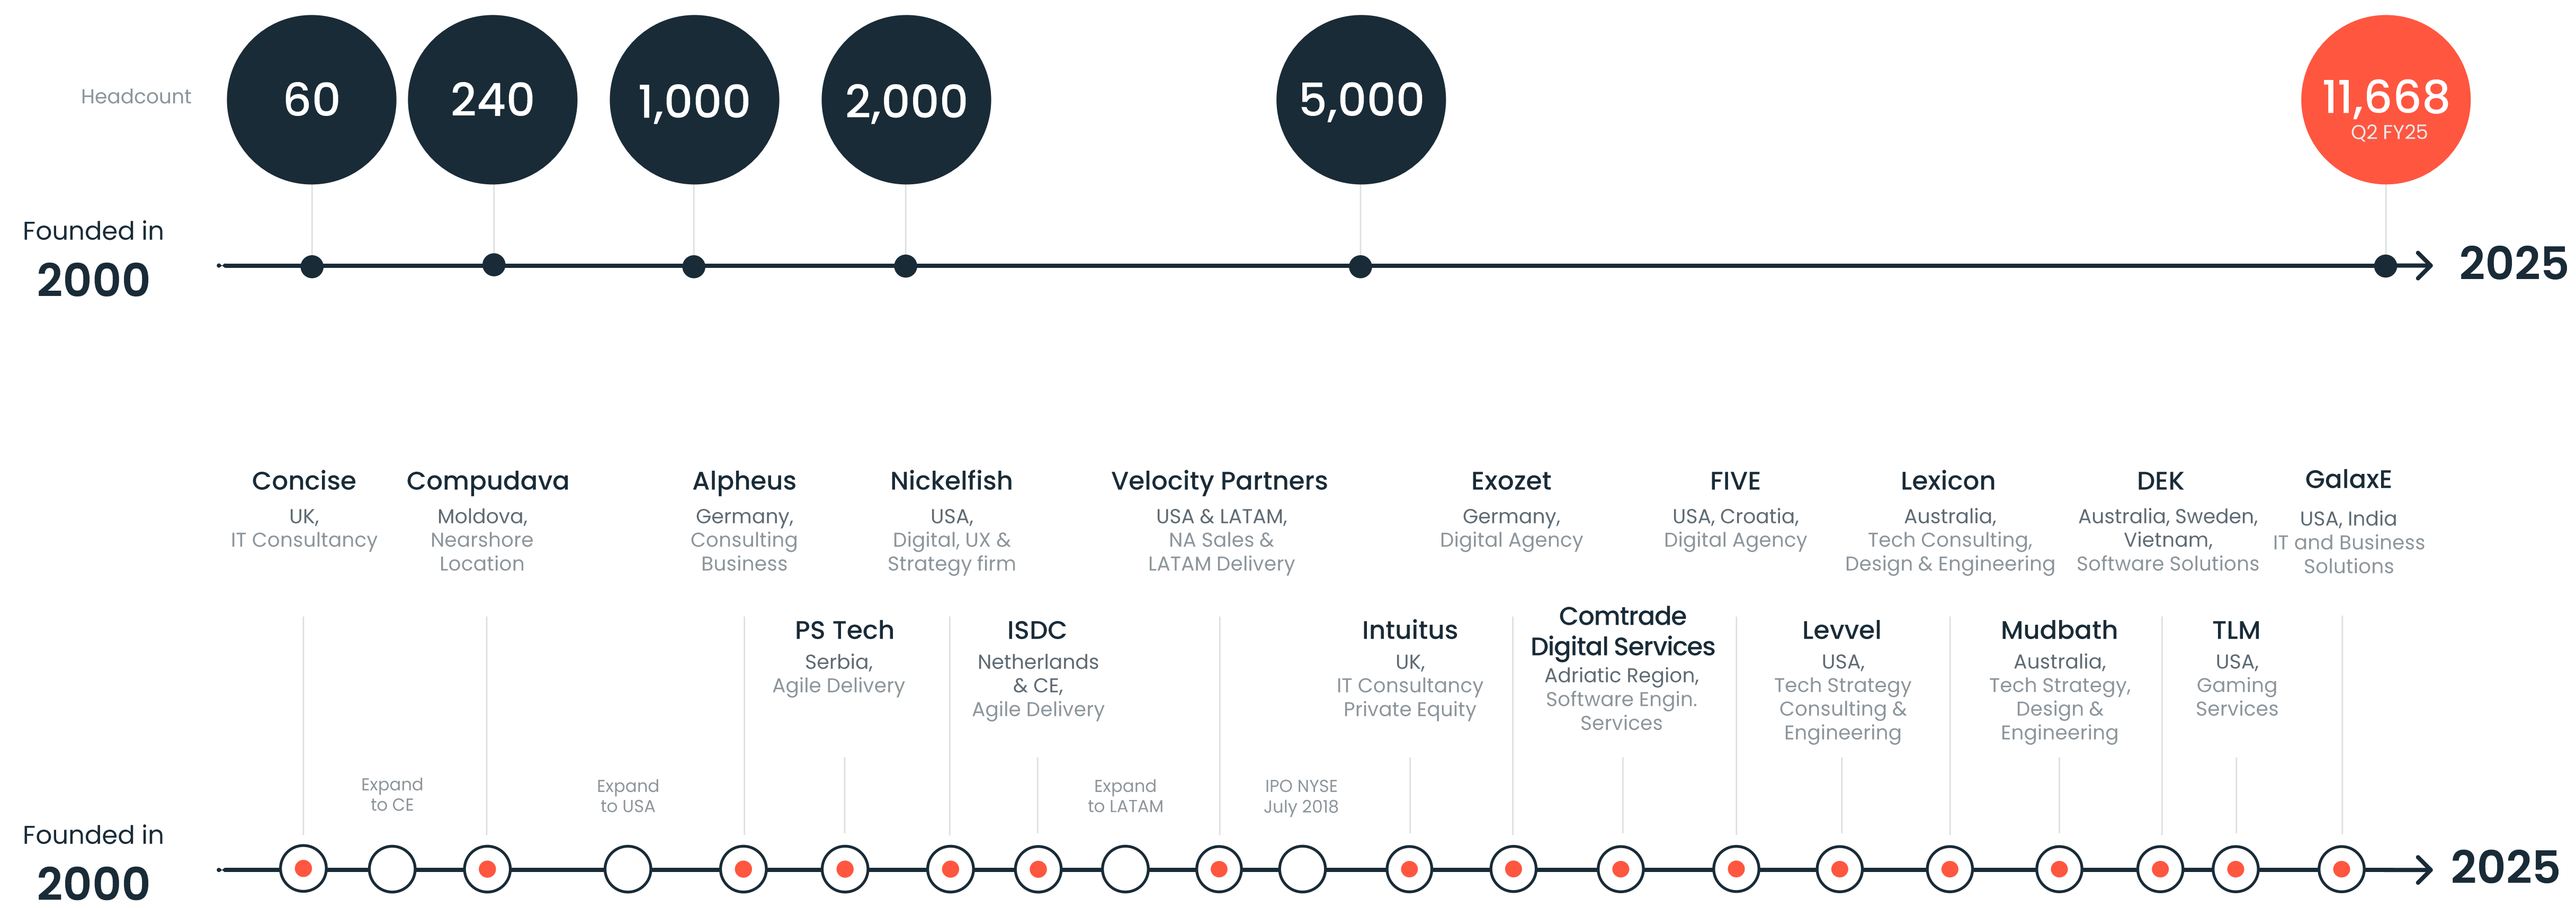 Headcount
60
240
1,000
2,000
5,000
11,668
Q2 FY25
Founded in
2000
2025
Concise
UK,
IT Consultancy
Compudava
Moldova,
Nearshore
Location
Alpheus
Germany,
Consulting
Business
Nickelfish
USA,
Digital, UX &
Strategy firm
Velocity Partners
USA & LATAM,
NA Sales &
LATAM Delivery
Exozet
Germany,
Digital Agency
FIVE
USA, Croatia,
Digital Agency
Lexicon
Australia,
Tech Consulting,
Design & Engineering
DEK
Australia, Sweden,
Vietnam,
Software Solutions
GalaxE
USA, India
IT and Business
Solutions
PS Tech
Serbia,
Agile Delivery
ISDC
Netherlands
& CE,
Agile Delivery
Intuitus
UK,
IT Consultancy
Private Equity
Comtrade
Digital Services
Adriatic Region,
Software Engin.
Services
Levvel
USA,
Tech Strategy
Consulting &
Engineering
Mudbath
Australia,
Tech Strategy,
Design &
Engineering
TLM
USA,
Gaming
Services
Expand
to CE
Expand
to USA
Expand
to LATAM
IPO NYSE
July 2018
Founded in
2000
2025